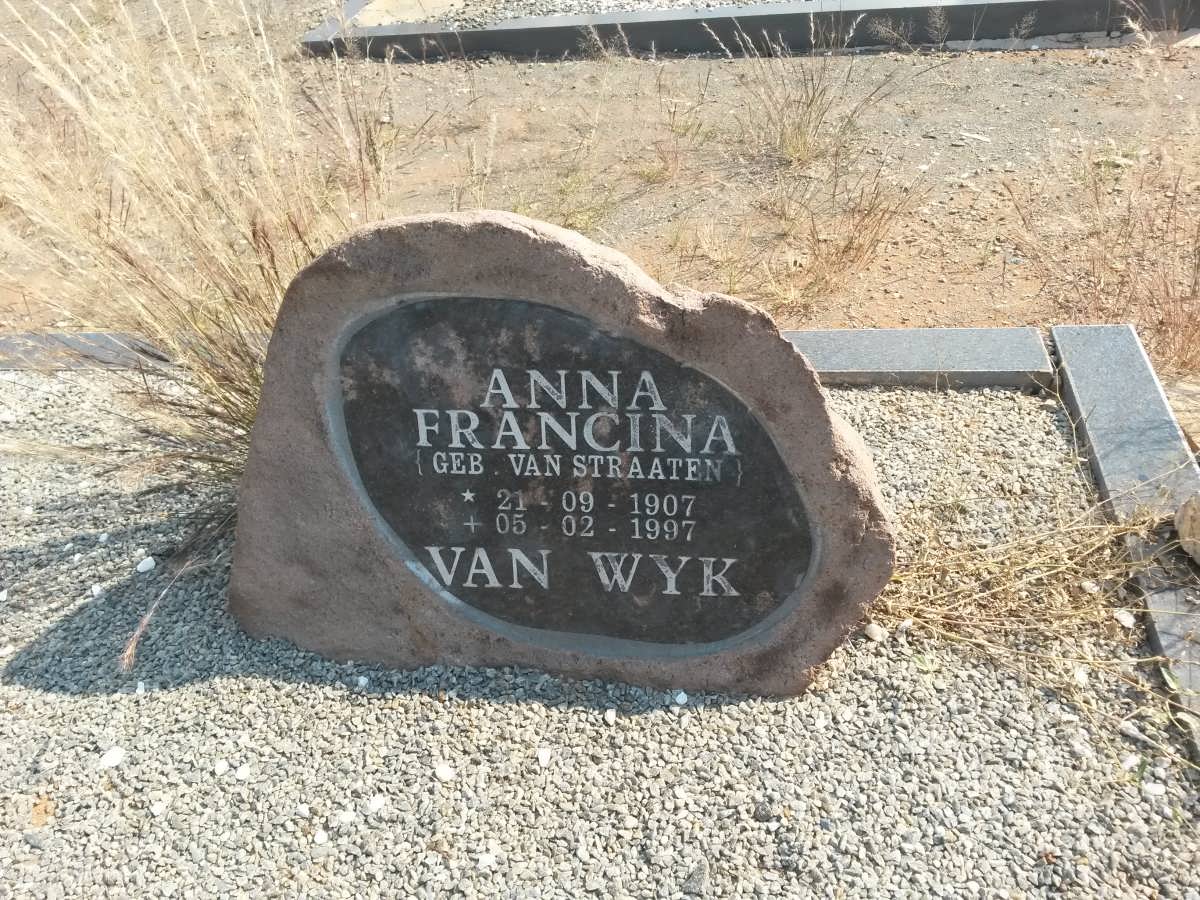 ANNA
FRANCINA
{GEB. VAN STRAATEN}
★ 21 - 09 - 1907
+ 05 - 02 - 1997
VAN WYK